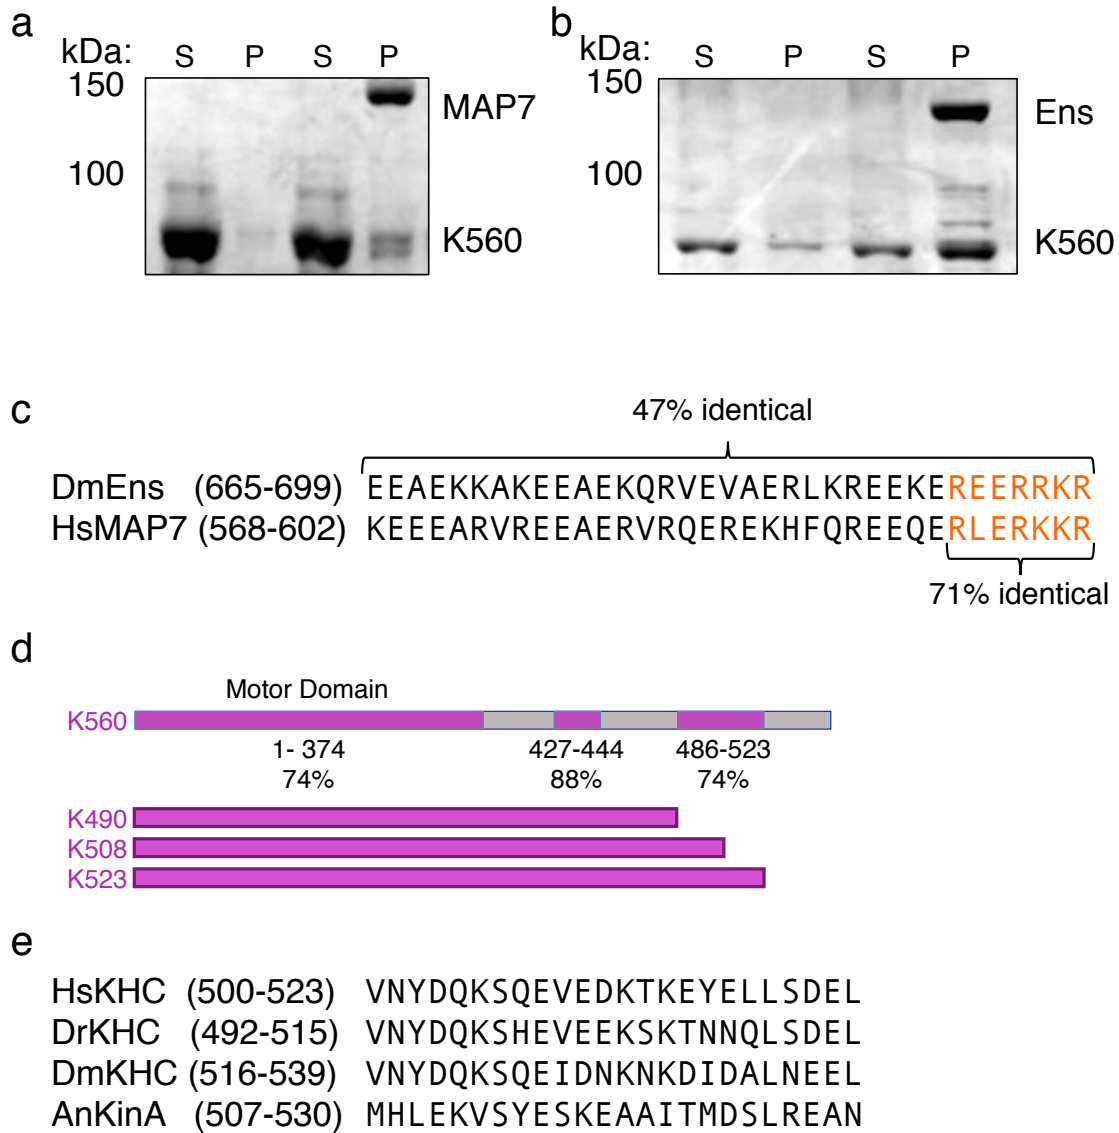 a
kDa: S P S P
150
MAP7
100
K560
b
kDa: S P S P
150
Ens
100
K560
c
47% identical
DmEns (665-699) EEAEKKAKEEAEKQRVEVAERLKREEKEREERRKR
HsMAP7 (568-602) KEEEARVREEAERVRQEREKHFQREEQERLERKKR
71% identical
d
Motor Domain
K560
1- 374 427-444 486-523
74% 88% 74%
K490
K508
K523
e
HsKHC (500-523) VNYDQKSQEVEDKTKEYELLSDEL
DrKHC (492-515) VNYDQKSHEVEEKSKTNNQLSDEL
DmKHC (516-539) VNYDQKSQEIDNKNKDIDALNEEL
AnKinA (507-530) MHLEKVSYESKEAAITMDSLREAN